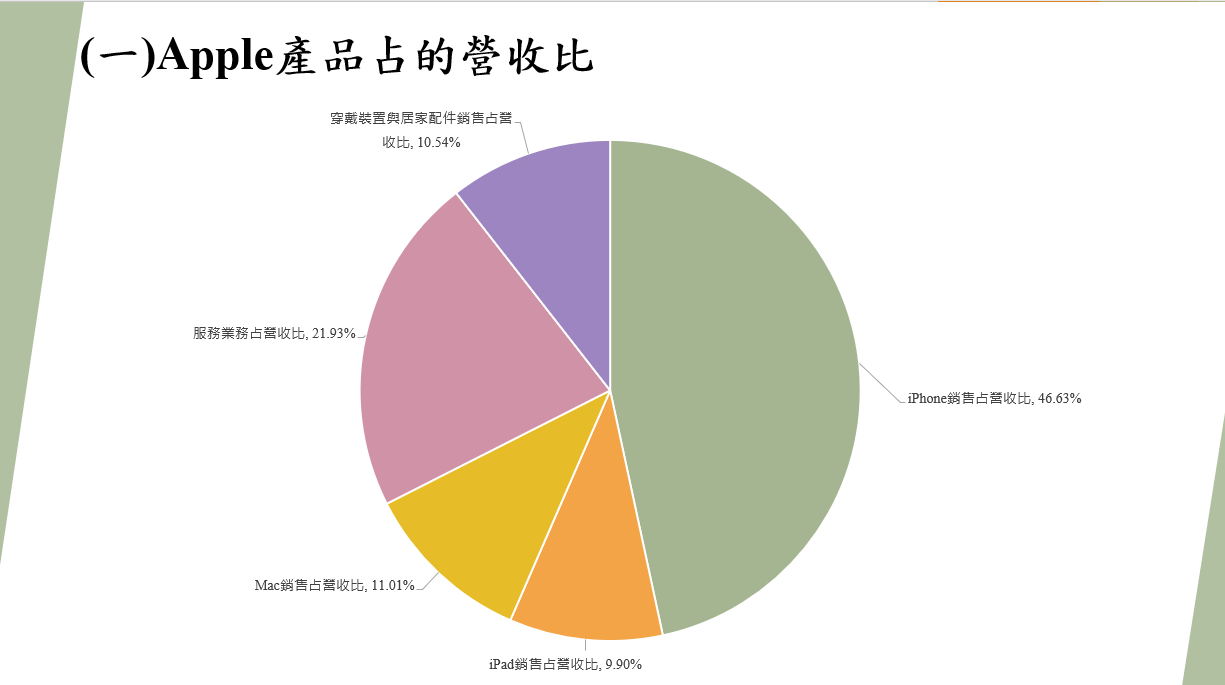 (一)Apple產品占的營收比
穿戴裝置與居家配件銷售占營
收比, 10.54%
服務業務占營收比, 21.93%
iPhone銷售占營收比, 46.63%
Mac銷售占營收比, 11.01%
iPad銷售占營收比, 9.90%